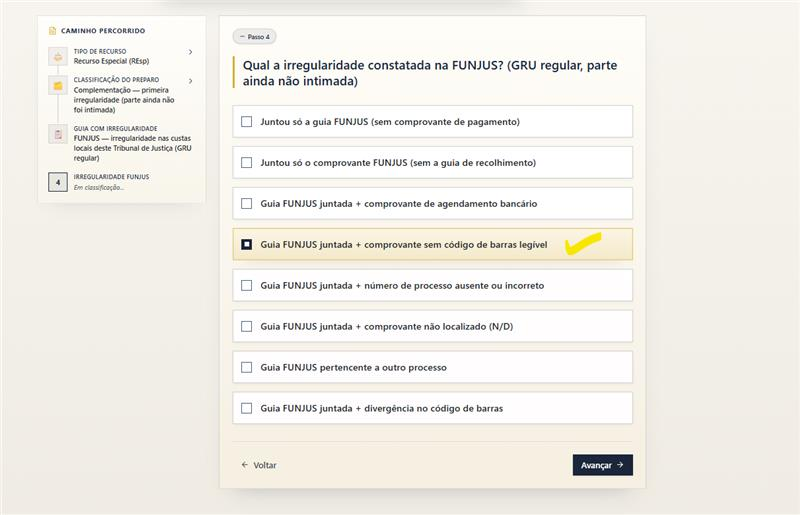 CAMINHO PERCORRIDO
TIPO DE RECURSO
Recurso Especial (REsp)
CLASSIFICAÇÃO DO PREPARO
Complementação — primeira
irregularidade (parte ainda não
foi intimada)
GUIA COM IRREGULARIDADE
FUNJUS — irregularidade nas custas
locais deste Tribunal de Justiça (GRU
regular)
4
IRREGULARIDADE FUNJUS
Em classificação...
— Passo 4
Qual a irregularidade constatada na FUNJUS? (GRU regular, parte
ainda não intimada)
Juntou só a guia FUNJUS (sem comprovante de pagamento)
Juntou só o comprovante FUNJUS (sem a guia de recolhimento)
Guia FUNJUS juntada + comprovante de agendamento bancário
Guia FUNJUS juntada + comprovante sem código de barras legível
Guia FUNJUS juntada + número de processo ausente ou incorreto
Guia FUNJUS juntada + comprovante não localizado (N/D)
Guia FUNJUS pertencente a outro processo
Guia FUNJUS juntada + divergência no código de barras
← Voltar
Avançar →